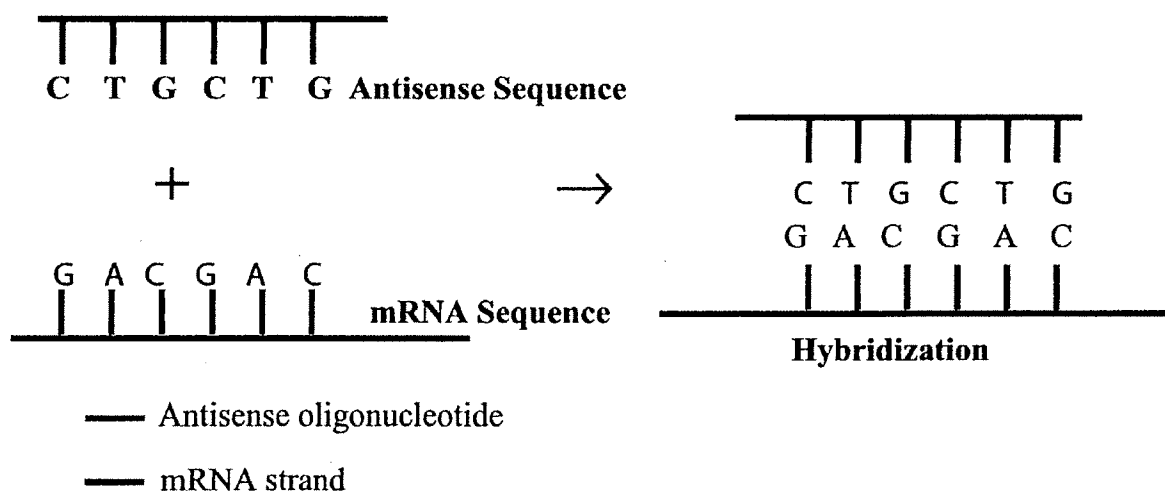 C T G C T G Antisense Sequence
+
→
G A C G A C
mRNA Sequence
C T G C T G
G A C G A C
Hybridization
Antisense oligonucleotide
mRNA strand